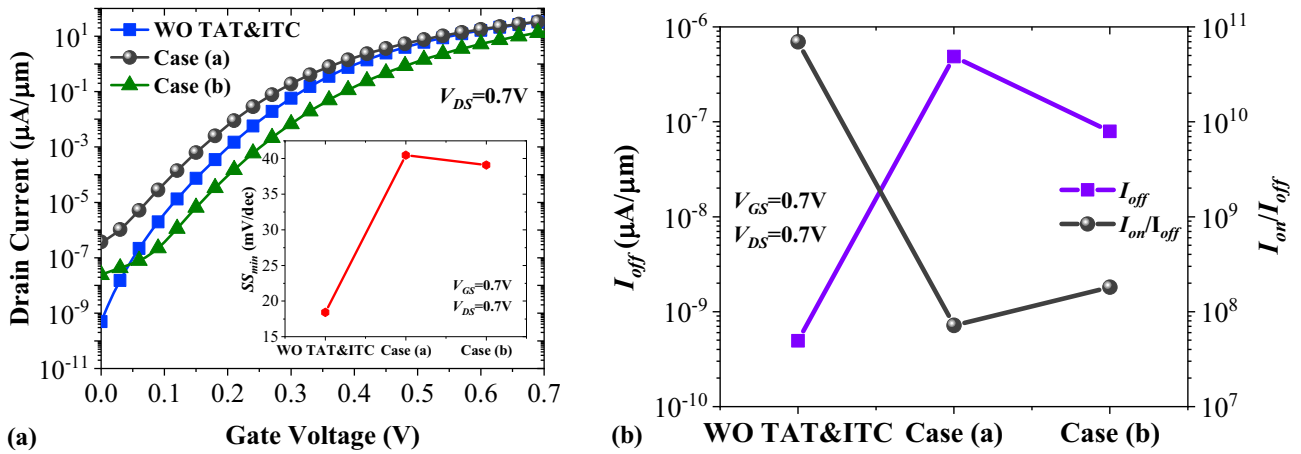 WO TAT&ITC
Case (a)
Case (b)
V_DS=0.7V
Drain Current (μA/μm)
10^1
10^-1
10^-3
10^-5
10^-7
10^-9
10^-11
0.0 0.1 0.2 0.3 0.4 0.5 0.6 0.7
Gate Voltage (V)
SS_min (mV/dec)
40
35
30
25
20
15
V_GS=0.7V
V_DS=0.7V
WO TAT&ITC Case (a) Case (b)
(a)
I_off (μA/μm)
10^-6
10^-7
10^-8
10^-9
10^-10
V_GS=0.7V
V_DS=0.7V
I_off
I_on/I_off
10^11
10^10
10^9
10^8
10^7
I_on/I_off
WO TAT&ITC Case (a) Case (b)
(b)